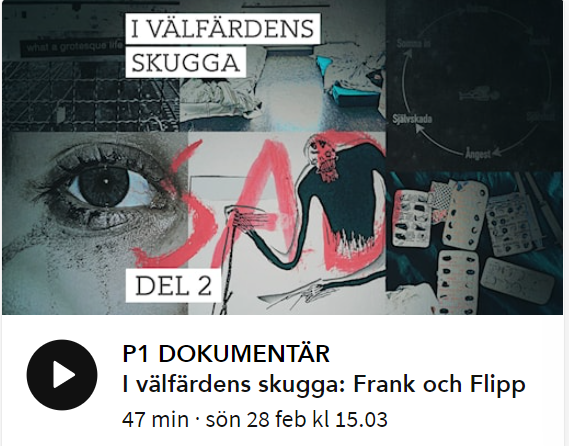 I VÄLFÄRDENS
SKUGGA
what a grotesque life
Självskada
Ångest
SAD
DEL 2
P1 DOKUMENTÄR
I välfärdens skugga: Frank och Flipp
47 min · sön 28 feb kl 15.03